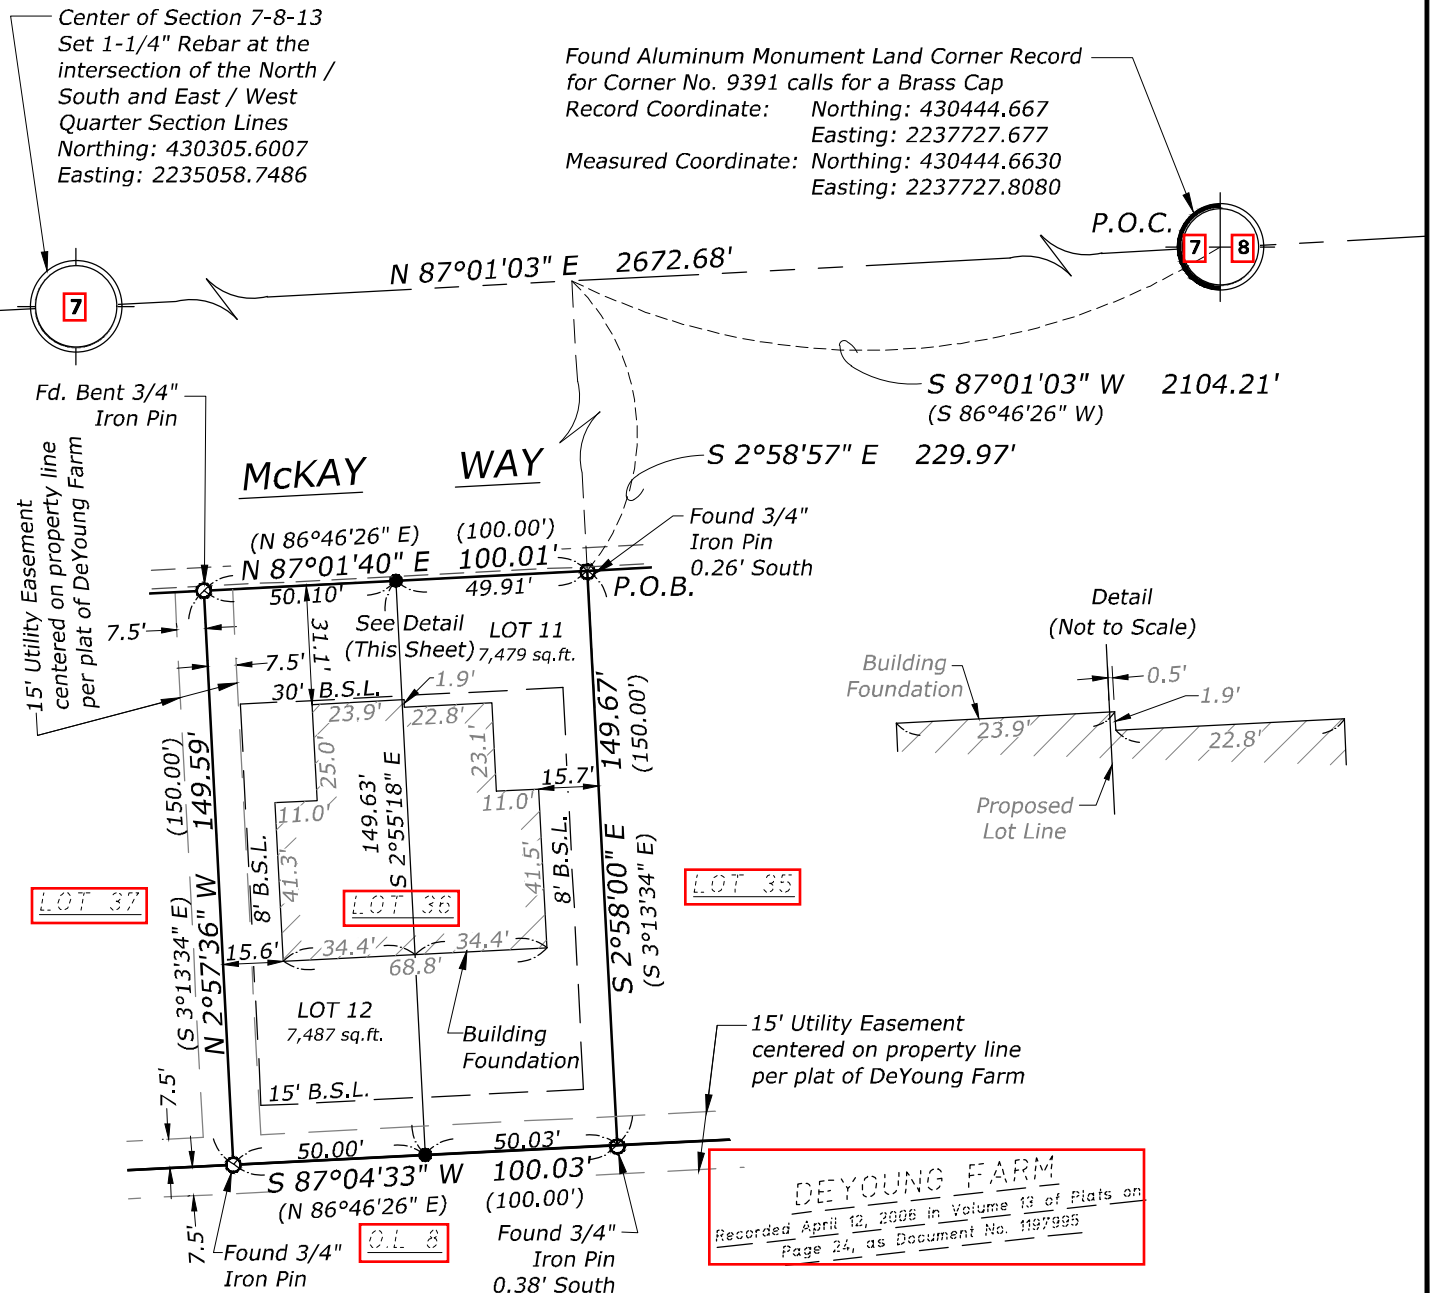 Center of Section 7-8-13
Set 1-1/4" Rebar at the
intersection of the North /
South and East / West
Quarter Section Lines
Northing: 430305.6007
Easting: 2235058.7486
Found Aluminum Monument Land Corner Record
for Corner No. 9391 calls for a Brass Cap
Record Coordinate: Northing: 430444.667
Easting: 2237727.677
Measured Coordinate: Northing: 430444.6630
Easting: 2237727.8080
P.O.C.
7 8
N 87°01'03" E 2672.68'
7
S 87°01'03" W 2104.21'
(S 86°46'26" W)
Fd. Bent 3/4"
Iron Pin
S 2°58'57" E 229.97'
McKAY WAY
15' Utility Easement
centered on property line
per plat of DeYoung Farm
Found 3/4"
Iron Pin
0.26' South
(N 86°46'26" E) (100.00')
N 87°01'40" E 100.01'
50.10' 49.91'
P.O.B.
7.5'
7.5'
31.1'
See Detail
(This Sheet)
LOT 11
7,479 sq.ft.
30' B.S.L.
1.9'
23.9' 22.8'
25.0'
23.1'
11.0'
11.0'
15.7'
149.67'
(150.00')
(150.00')
149.59'
149.63'
S 2°55'18" E
8' B.S.L.
41.3'
41.5'
8' B.S.L.
Detail
(Not to Scale)
Building
Foundation
0.5'
1.9'
23.9'
22.8'
Proposed
Lot Line
LOT 37
LOT 36
LOT 35
(S 3°13'34" E)
N 2°57'36" W
S 2°58'00" E
(S 3°13'34" E)
15.6'
34.4' 34.4'
68.8'
LOT 12
7,487 sq.ft.
Building
Foundation
15' B.S.L.
15' Utility Easement
centered on property line
per plat of DeYoung Farm
7.5'
50.00' 50.03'
S 87°04'33" W 100.03'
(N 86°46'26" E) (100.00')
7.5'
O.L 8
Found 3/4"
Iron Pin
Found 3/4"
Iron Pin
0.38' South
DEYOUNG FARM
Recorded April 12, 2006 in Volume 13 of Plats on
Page 24, as Document No. 1197995